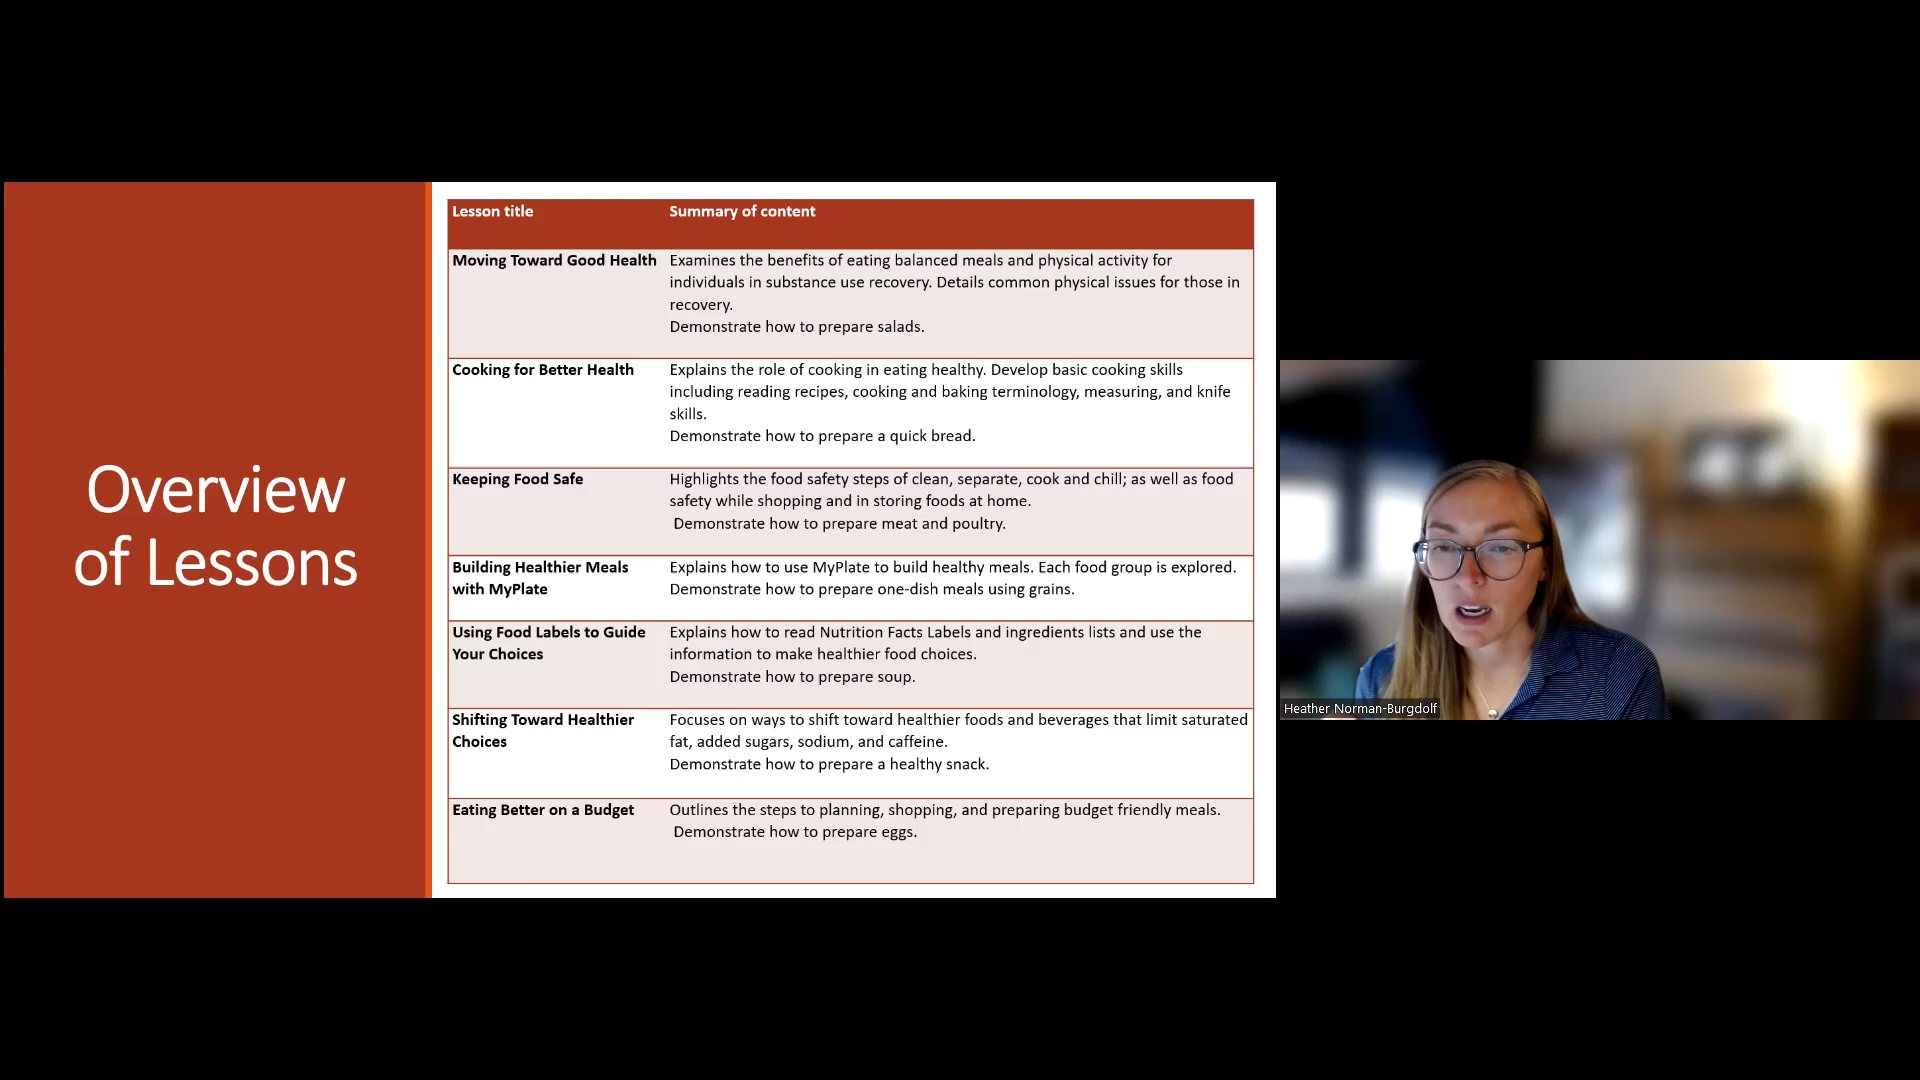 Overview
of Lessons
Lesson title
Summary of content
Moving Toward Good Health
Examines the benefits of eating balanced meals and physical activity for
individuals in substance use recovery. Details common physical issues for those in
recovery.
Demonstrate how to prepare salads.
Cooking for Better Health
Explains the role of cooking in eating healthy. Develop basic cooking skills
including reading recipes, cooking and baking terminology, measuring, and knife
skills.
Demonstrate how to prepare a quick bread.
Keeping Food Safe
Highlights the food safety steps of clean, separate, cook and chill; as well as food
safety while shopping and in storing foods at home.
Demonstrate how to prepare meat and poultry.
Building Healthier Meals
with MyPlate
Explains how to use MyPlate to build healthy meals. Each food group is explored.
Demonstrate how to prepare one-dish meals using grains.
Using Food Labels to Guide
Your Choices
Explains how to read Nutrition Facts Labels and ingredients lists and use the
information to make healthier food choices.
Demonstrate how to prepare soup.
Shifting Toward Healthier
Choices
Focuses on ways to shift toward healthier foods and beverages that limit saturated
fat, added sugars, sodium, and caffeine.
Demonstrate how to prepare a healthy snack.
Eating Better on a Budget
Outlines the steps to planning, shopping, and preparing budget friendly meals.
Demonstrate how to prepare eggs.
Heather Norman-Burgdolf